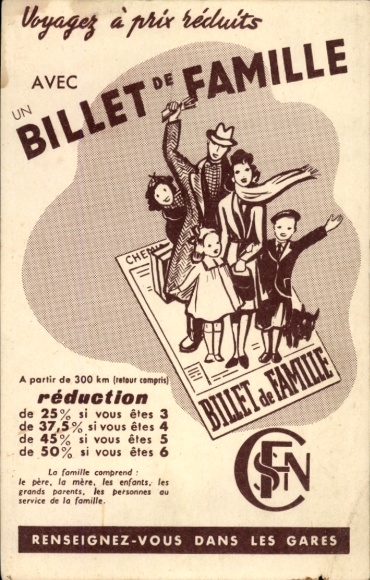 Voyagez à prix réduits
AVEC
UN
BILLET DE FAMILLE
CHEMI
BILLET de FAMILLE
A partir de 300 km (retour compris)
réduction
de 25% si vous êtes 3
de 37,5% si vous êtes 4
de 45% si vous êtes 5
de 50% si vous êtes 6
La famille comprend :
le père, la mère, les enfants, les
grands parents, les personnes au
service de la famille.
SNCF
RENSEIGNEZ-VOUS DANS LES GARES